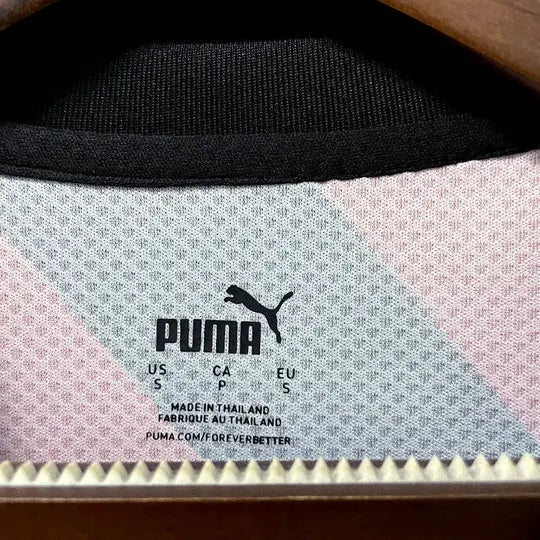 PUMA
US CA EU
S P S
MADE IN THAILAND
FABRIQUE AU THAILAND
PUMA.COM/FOREVERBETTER